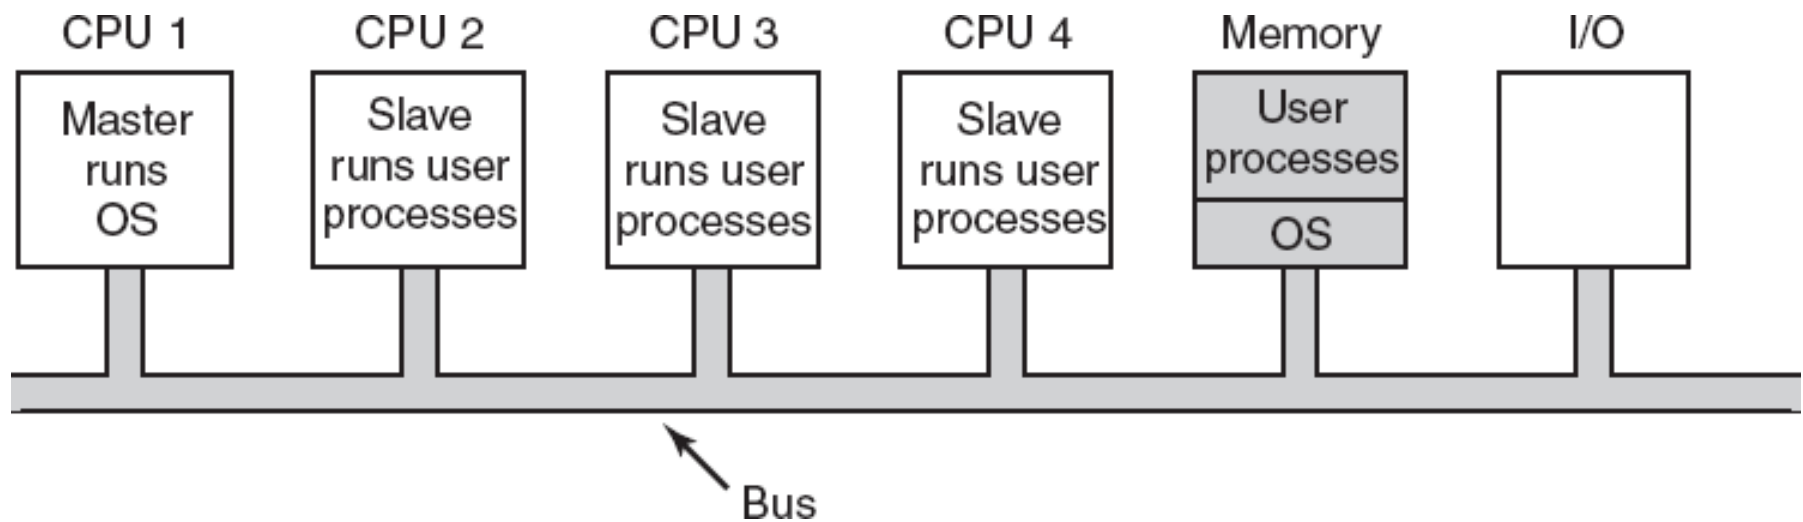 CPU 1
CPU 2
CPU 3
CPU 4
Memory
I/O
Master
runs
OS
Slave
runs user
processes
Slave
runs user
processes
Slave
runs user
processes
User
processes
OS
Bus